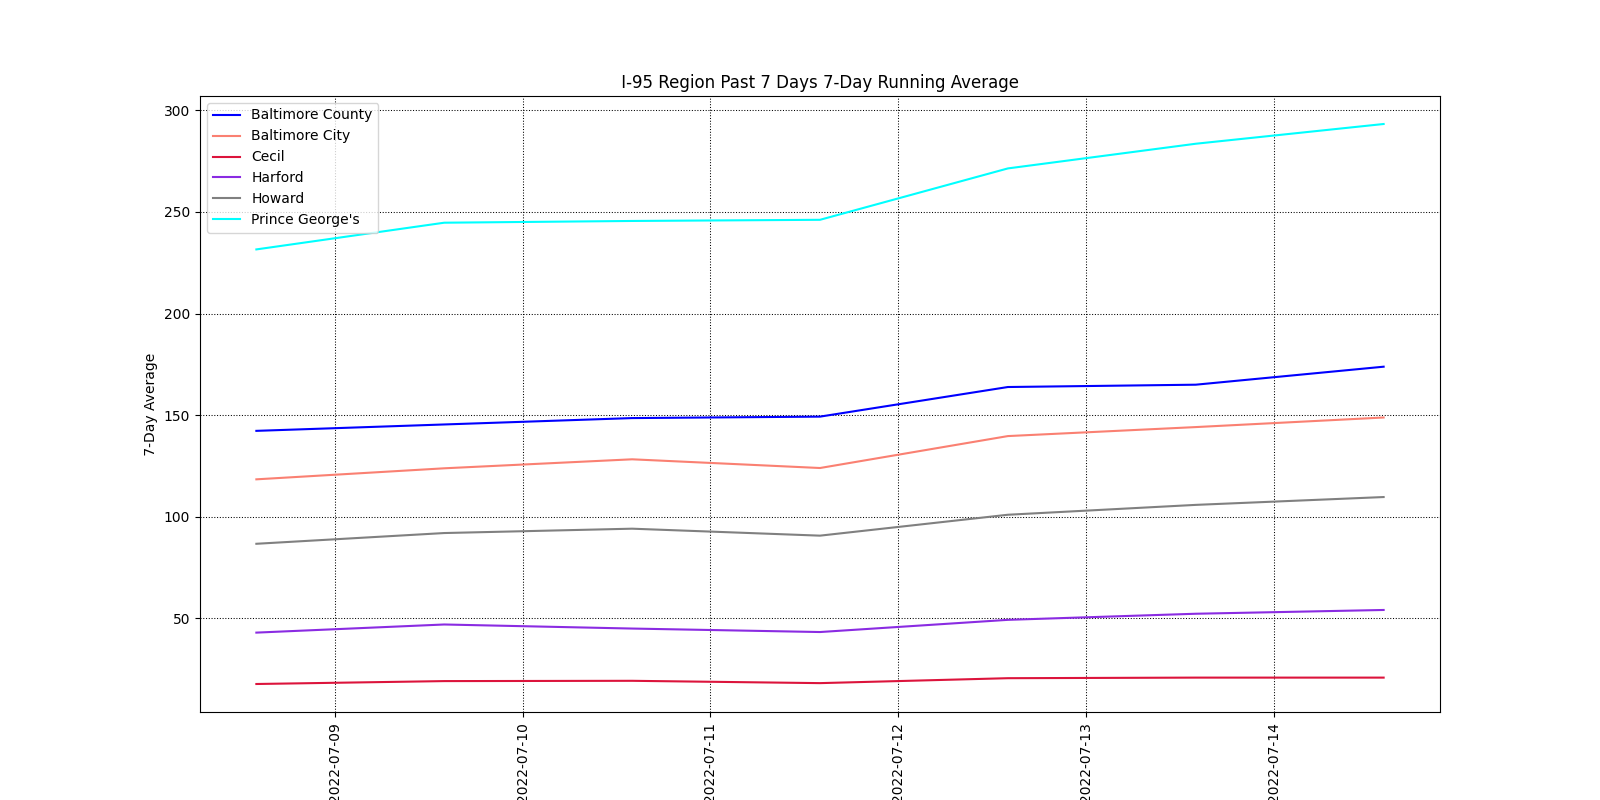 I-95 Region Past 7 Days 7-Day Running Average
300
250
200
150
100
50
7-Day Average
Baltimore County
Baltimore City
Cecil
Harford
Howard
Prince George's
2022-07-09
2022-07-10
2022-07-11
2022-07-12
2022-07-13
2022-07-14